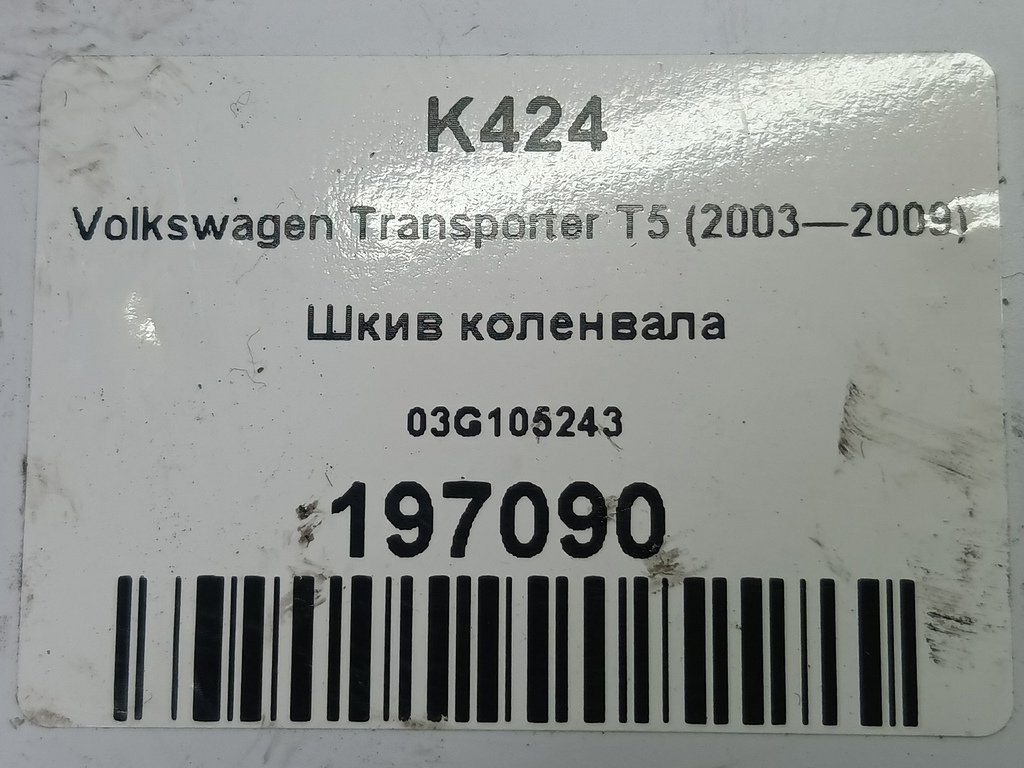 K424
Volkswagen Transporter T5 (2003—2009)
Шкив коленвала
03G105243
197090